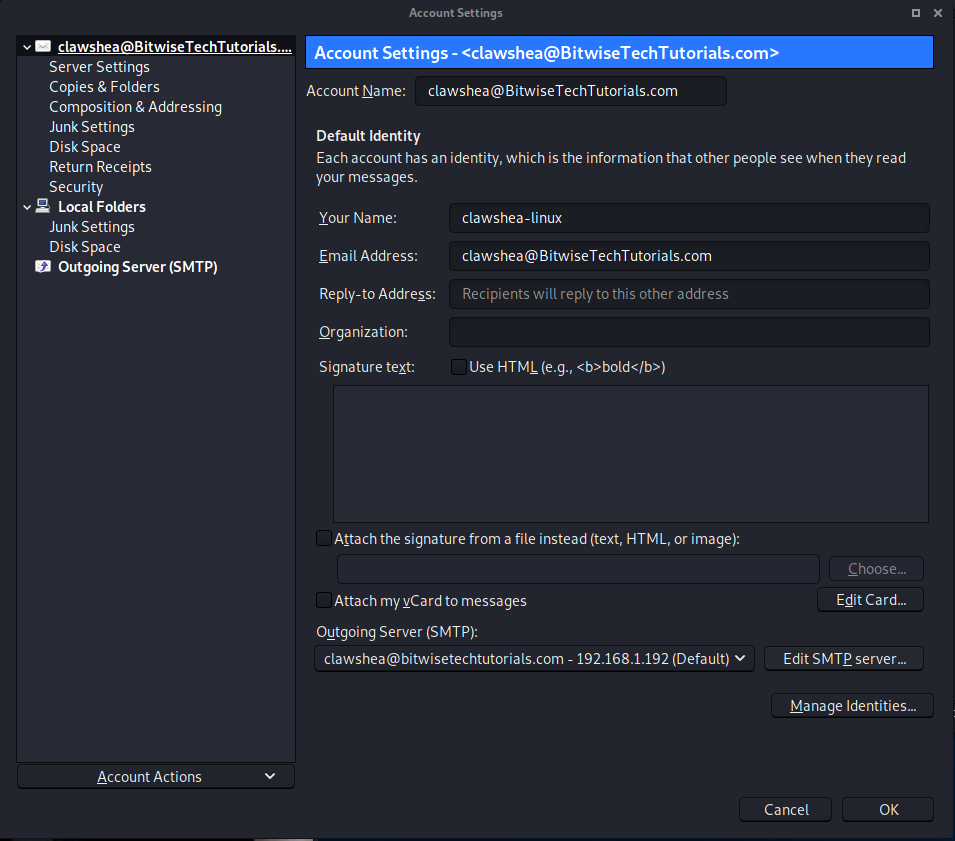 Account Settings
clawshea@BitwiseTechTutorials....
Server Settings
Copies & Folders
Composition & Addressing
Junk Settings
Disk Space
Return Receipts
Security
Local Folders
Junk Settings
Disk Space
Outgoing Server (SMTP)
Account Actions
Account Settings - <clawshea@BitwiseTechTutorials.com>
Account Name: clawshea@BitwiseTechTutorials.com
Default Identity
Each account has an identity, which is the information that other people see when they read
your messages.
Your Name: clawshea-linux
Email Address: clawshea@BitwiseTechTutorials.com
Reply-to Address: Recipients will reply to this other address
Organization:
Signature text: Use HTML (e.g., <b>bold</b>)
Attach the signature from a file instead (text, HTML, or image):
Choose...
Attach my vCard to messages
Edit Card...
Outgoing Server (SMTP):
clawshea@bitwisetechtutorials.com - 192.168.1.192 (Default) Edit SMTP server...
Manage Identities...
Cancel OK